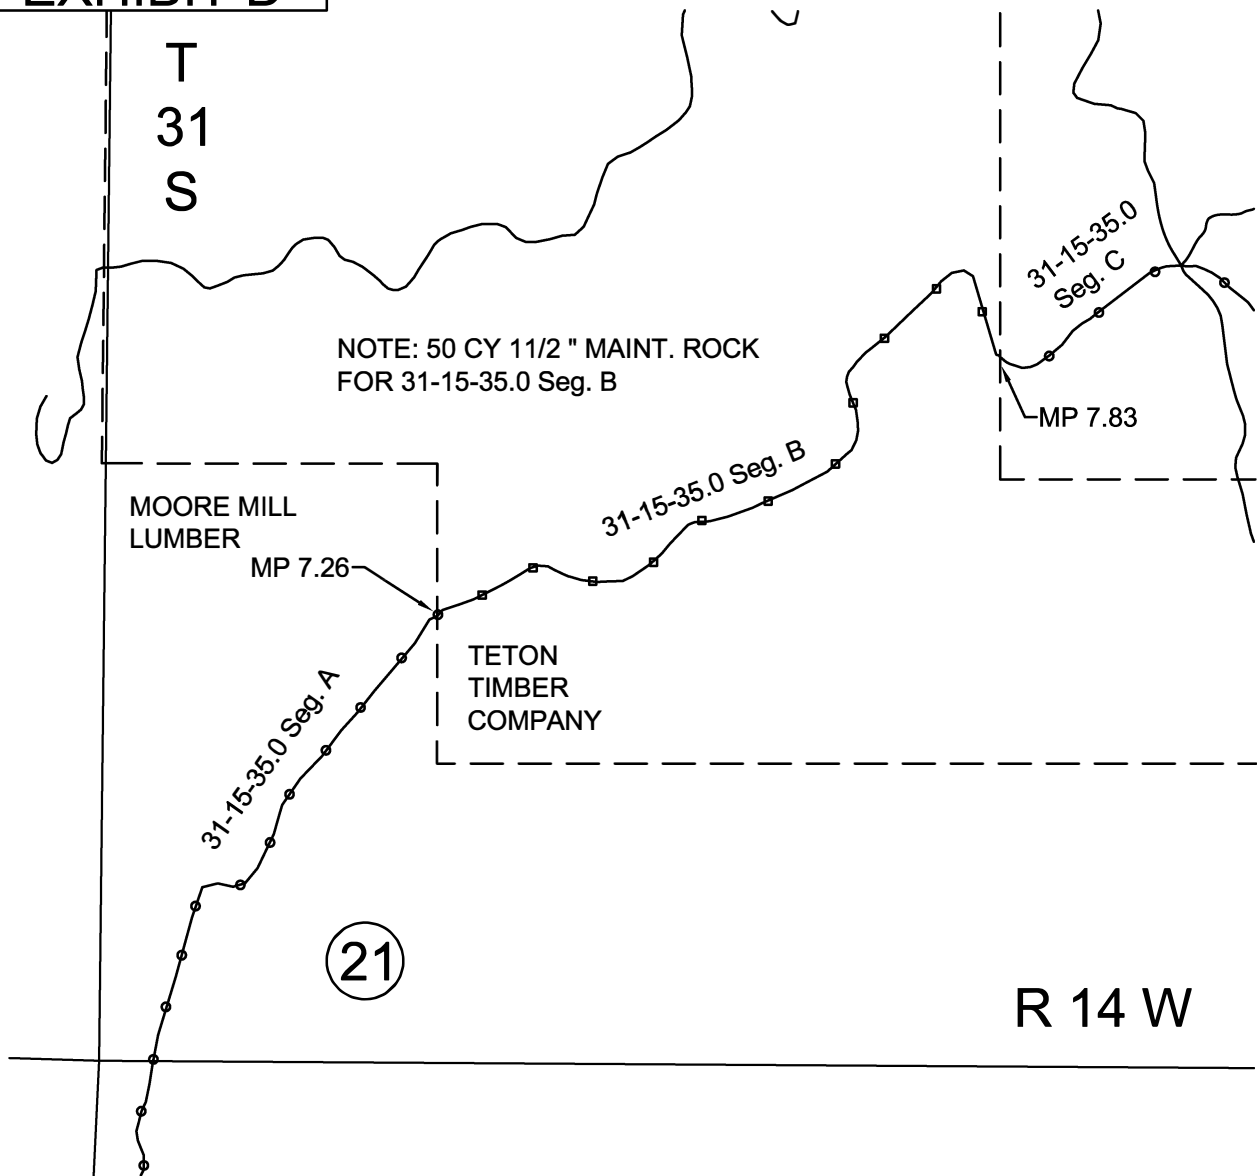 EXHIBIT D
T
31
S
31-15-35.0
Seg. C
NOTE: 50 CY 11/2 " MAINT. ROCK
FOR 31-15-35.0 Seg. B
MP 7.83
31-15-35.0 Seg. B
MOORE MILL
LUMBER
MP 7.26
TETON
TIMBER
COMPANY
31-15-35.0 Seg. A
21
R 14 W